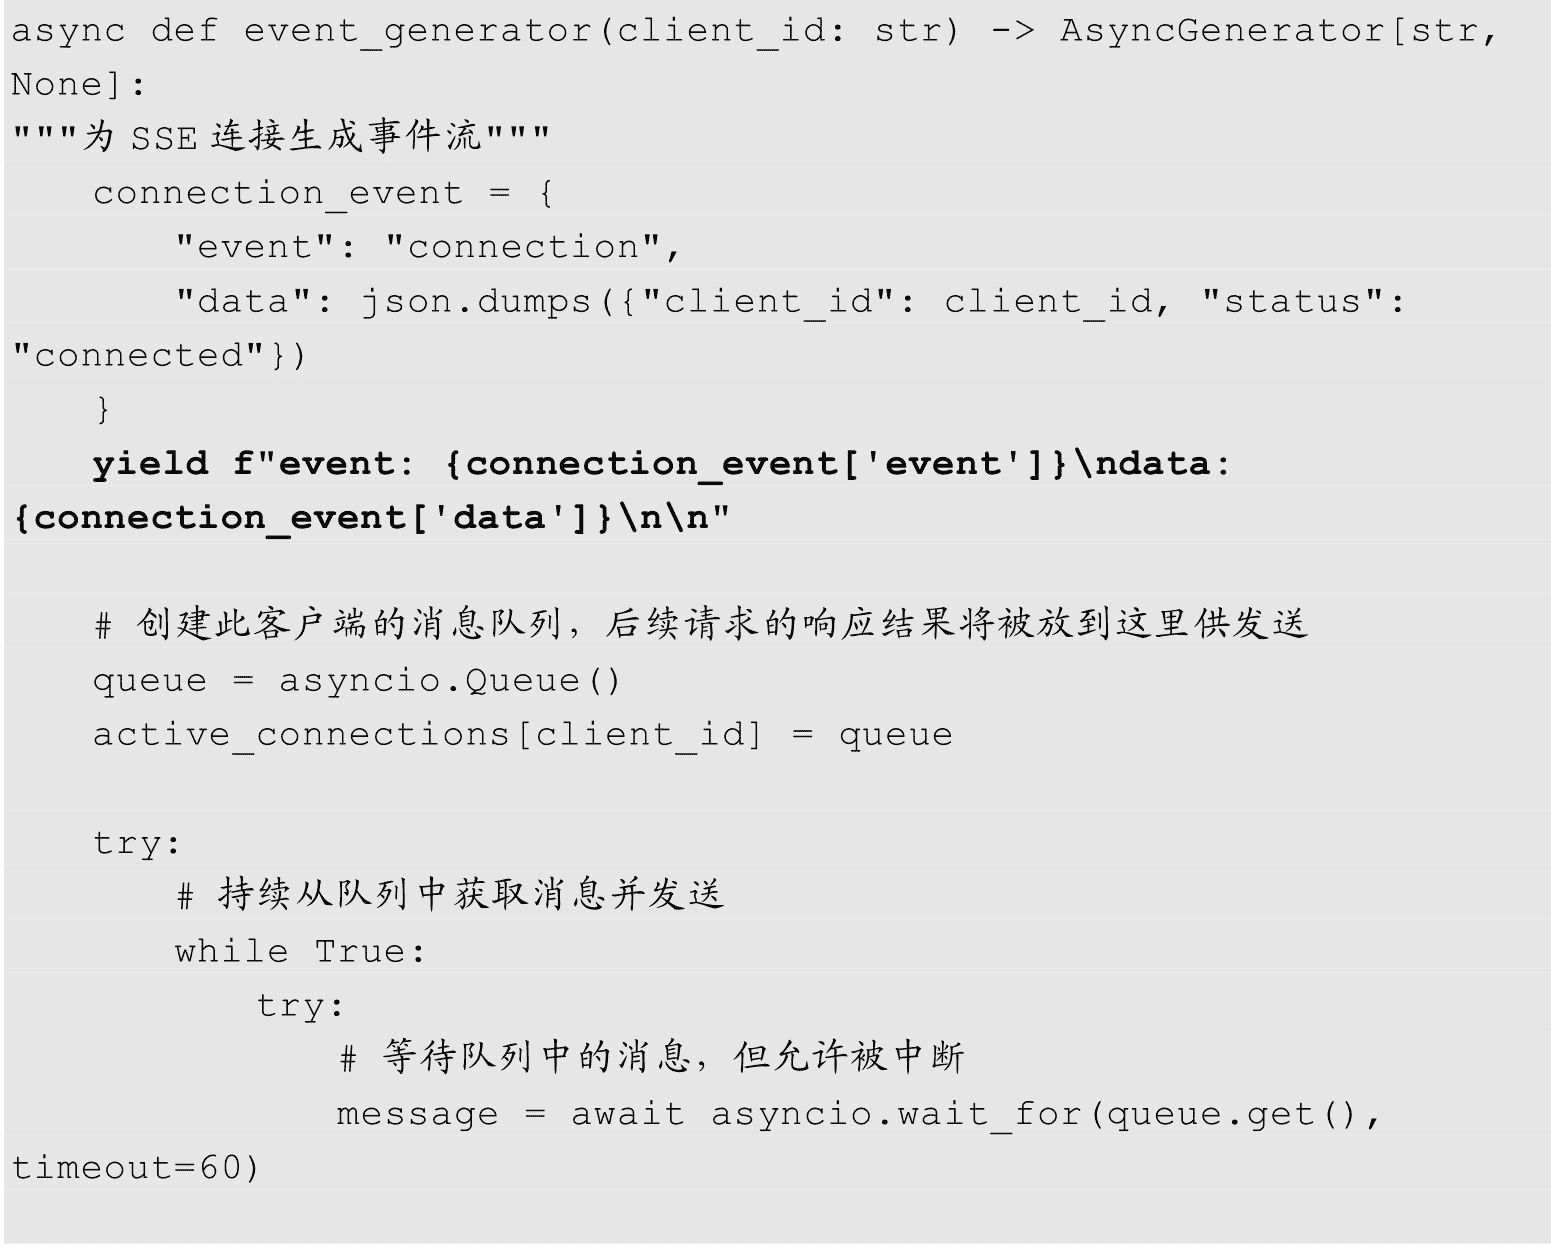 async def event_generator(client_id: str) -> AsyncGenerator[str,
None]:
"""为 SSE 连接生成事件流"""
    connection_event = {
        "event": "connection",
        "data": json.dumps({"client_id": client_id, "status":
"connected"})
    }
    yield f"event: {connection_event['event']}\ndata:
{connection_event['data']}\n\n"

    # 创建此客户端的消息队列，后续请求的响应结果将被放到这里供发送
    queue = asyncio.Queue()
    active_connections[client_id] = queue

    try:
        # 持续从队列中获取消息并发送
        while True:
            try:
                # 等待队列中的消息，但允许被中断
                message = await asyncio.wait_for(queue.get(),
timeout=60)